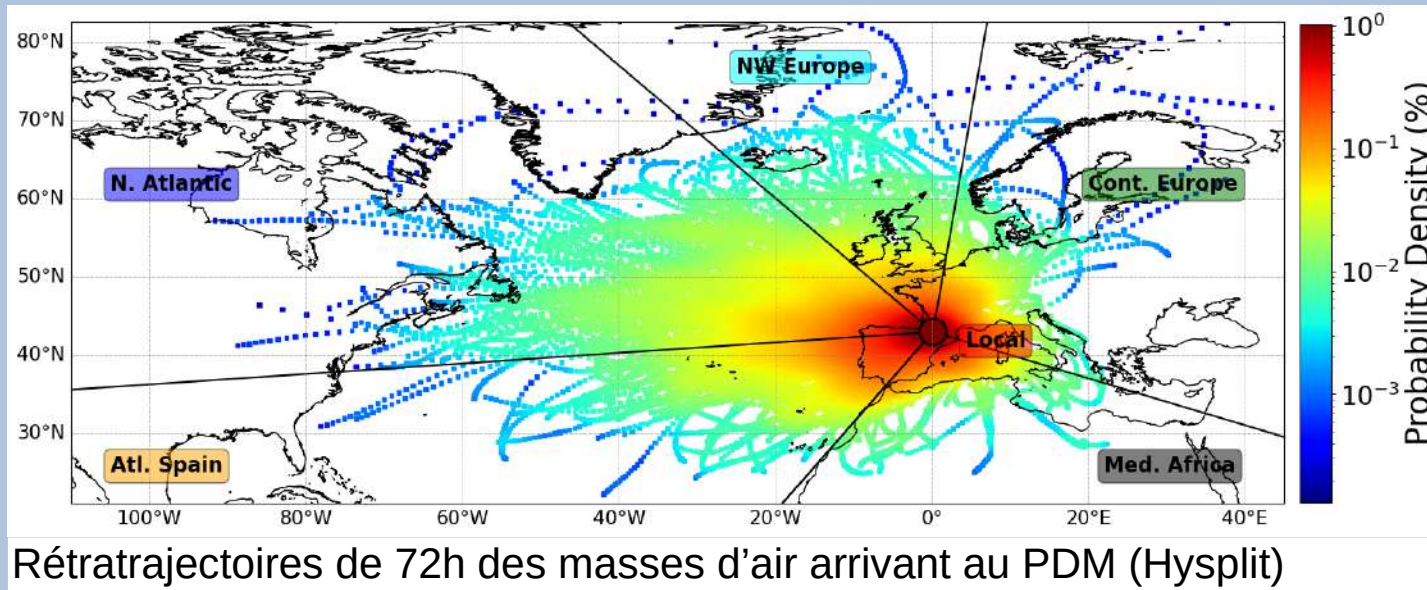 80°N
70°N
60°N
50°N
40°N
30°N
NW Europe
N. Atlantic
Cont. Europe
Local
Atl. Spain
Med. Africa
100°W 80°W 60°W 40°W 20°W 0° 20°E 40°E
10⁰
10⁻¹
10⁻²
10⁻³
Probability Density (%)
Rétratrajectoires de 72h des masses d’air arrivant au PDM (Hysplit)